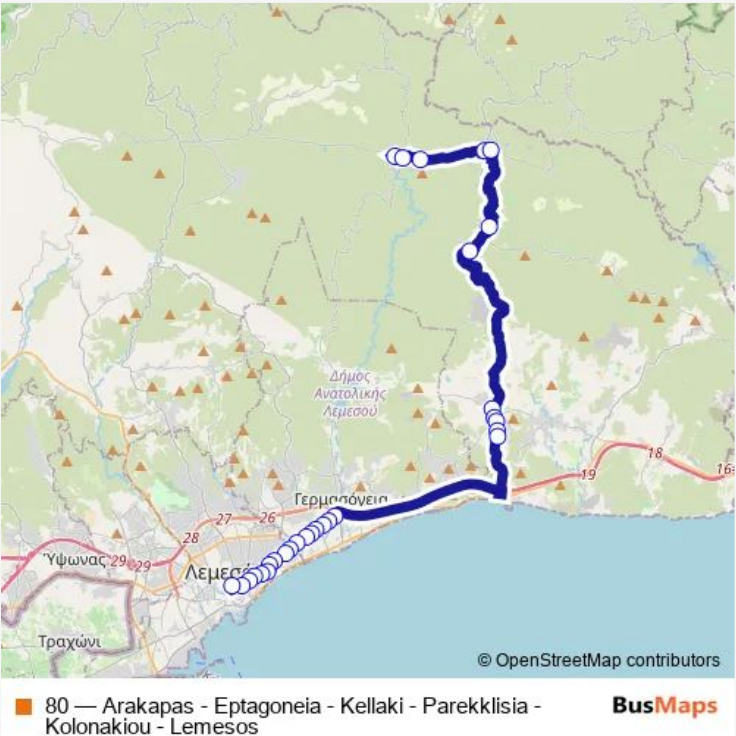 Δήμος
Ανατολικής
Λεμεσού
18
19
16
Γερμασόγεια
27
26
28
Ύψωνας
29
29
Λεμεσό
Τραχώνι
© OpenStreetMap contributors
80 — Arakapas - Eptagoneia - Kellaki - Parekklisia -
Kolonakiou - Lemesos
BusMaps